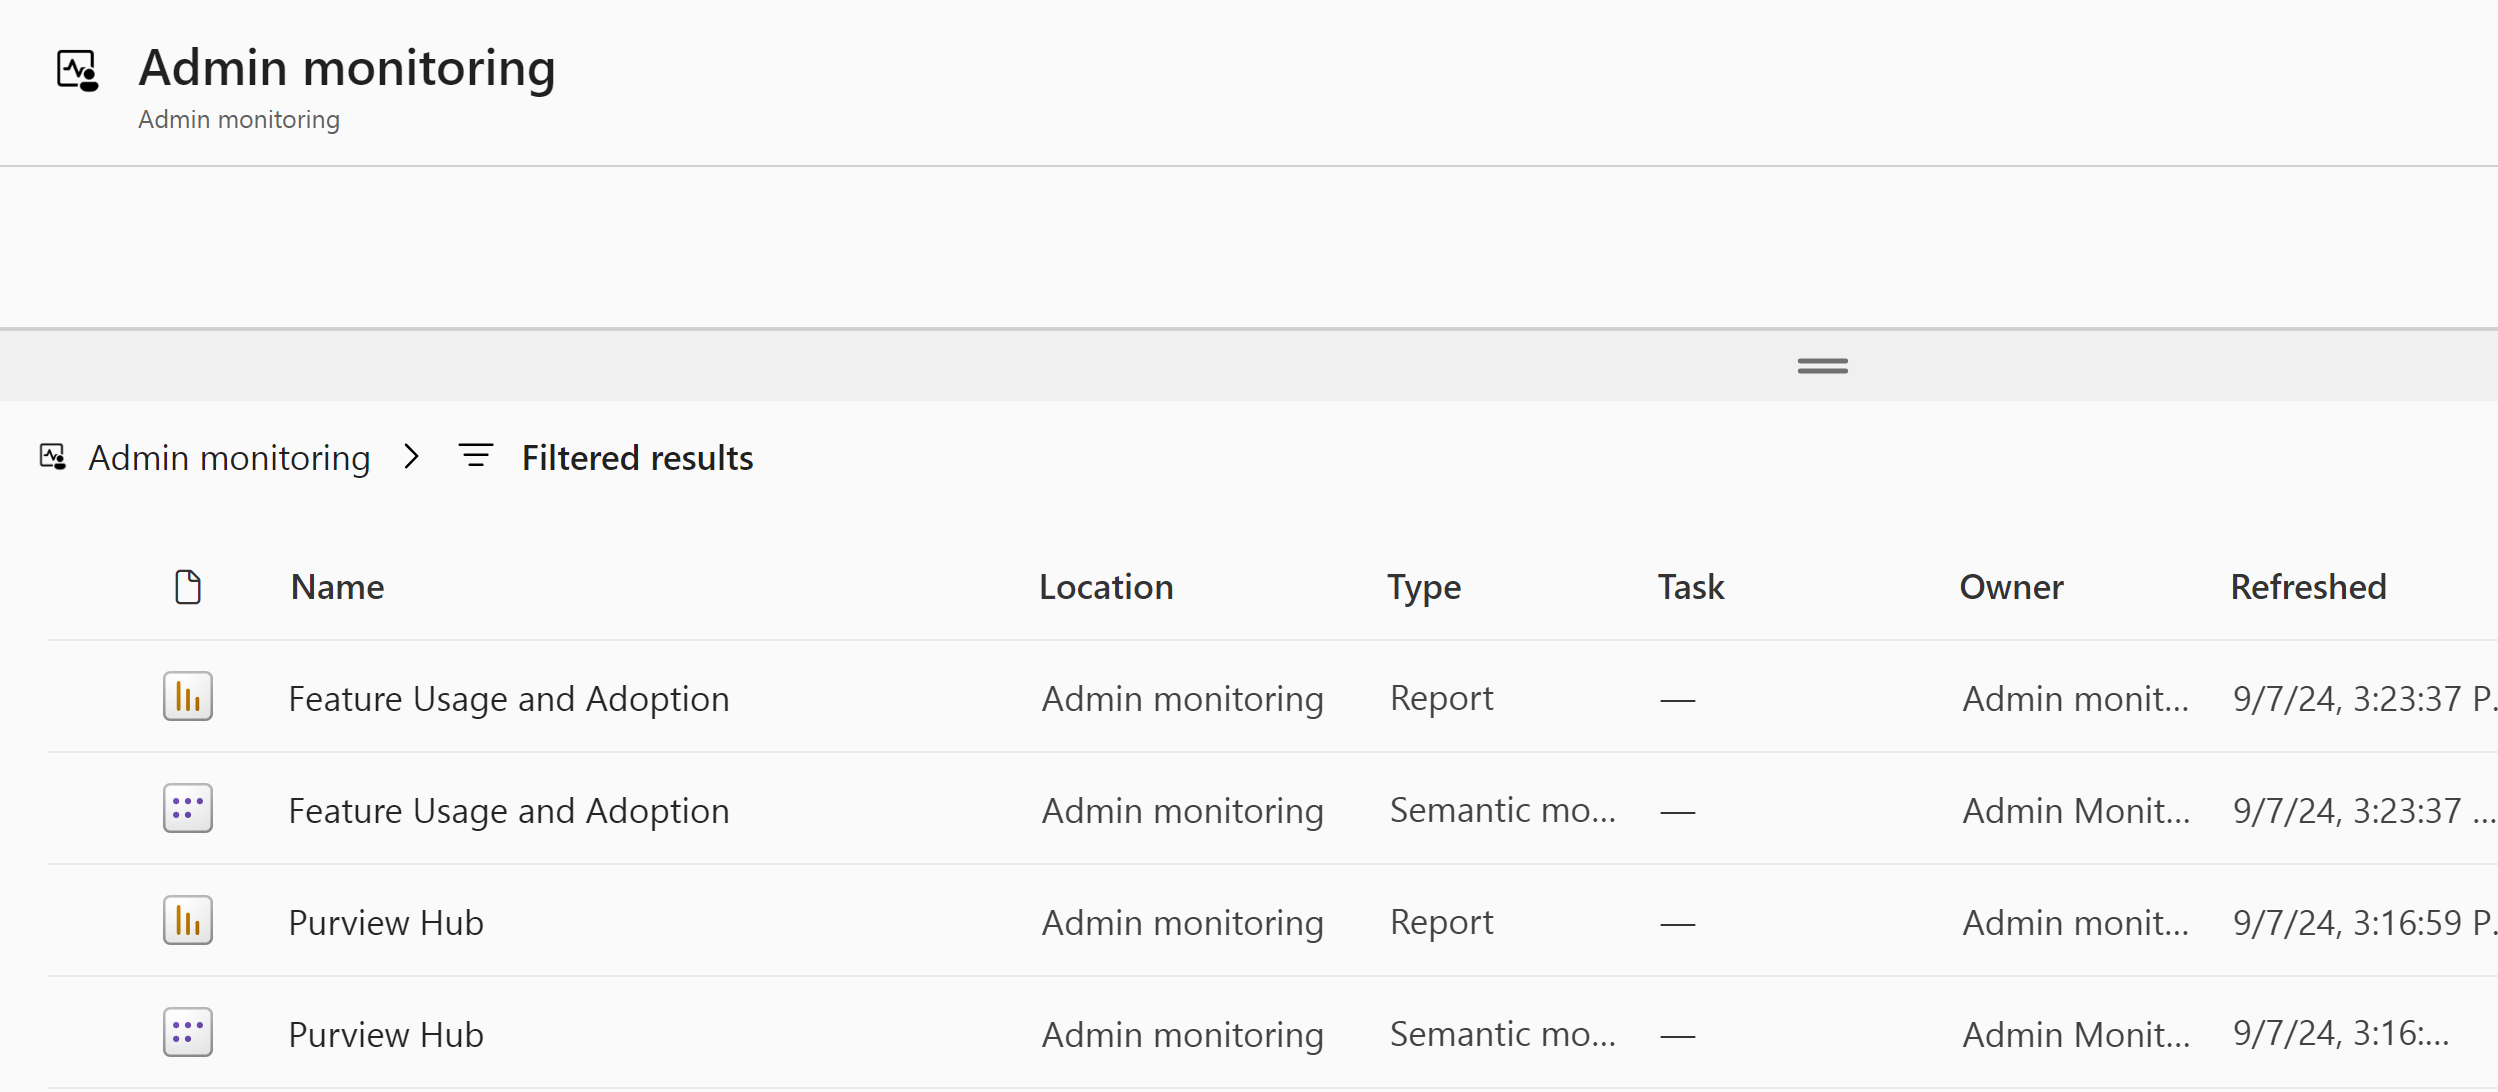 Admin monitoring
Admin monitoring
Admin monitoring > Filtered results
Name Location Type Task Owner Refreshed
Feature Usage and Adoption Admin monitoring Report — Admin monit... 9/7/24, 3:23:37 P.
Feature Usage and Adoption Admin monitoring Semantic mo... — Admin Monit... 9/7/24, 3:23:37 ...
Purview Hub Admin monitoring Report — Admin monit... 9/7/24, 3:16:59 P.
Purview Hub Admin monitoring Semantic mo... — Admin Monit... 9/7/24, 3:16:...